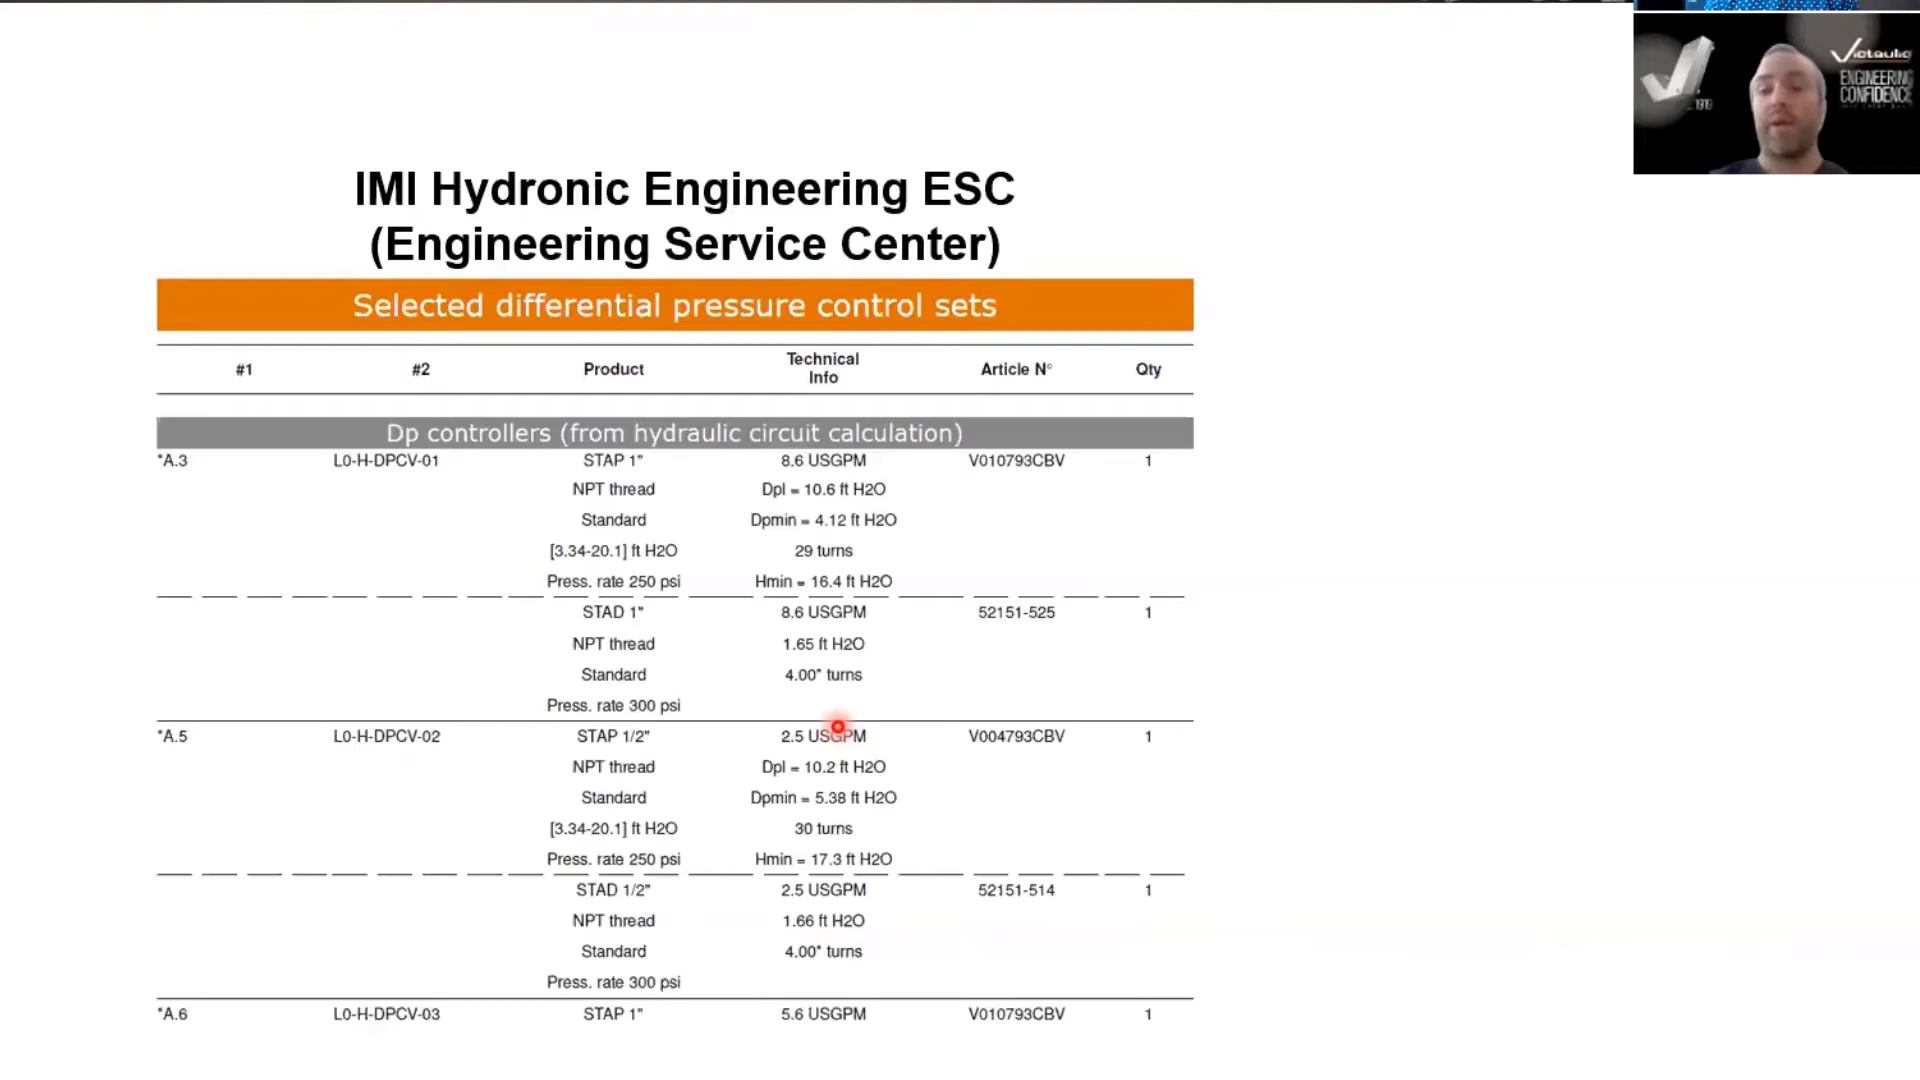 Victaulic
ENGINEERING
CONFIDENCE
1919
IMI Hydronic Engineering ESC
(Engineering Service Center)
Selected differential pressure control sets
#1 #2 Product Technical Info Article N° Qty
Dp controllers (from hydraulic circuit calculation)
*A.3 L0-H-DPCV-01 STAP 1" 8.6 USGPM V010793CBV 1
NPT thread Dpl = 10.6 ft H2O
Standard Dpmin = 4.12 ft H2O
[3.34-20.1] ft H2O 29 turns
Press. rate 250 psi Hmin = 16.4 ft H2O
STAD 1" 8.6 USGPM 52151-525 1
NPT thread 1.65 ft H2O
Standard 4.00* turns
Press. rate 300 psi
*A.5 L0-H-DPCV-02 STAP 1/2" 2.5 USGPM V004793CBV 1
NPT thread Dpl = 10.2 ft H2O
Standard Dpmin = 5.38 ft H2O
[3.34-20.1] ft H2O 30 turns
Press. rate 250 psi Hmin = 17.3 ft H2O
STAD 1/2" 2.5 USGPM 52151-514 1
NPT thread 1.66 ft H2O
Standard 4.00* turns
Press. rate 300 psi
*A.6 L0-H-DPCV-03 STAP 1" 5.6 USGPM V010793CBV 1